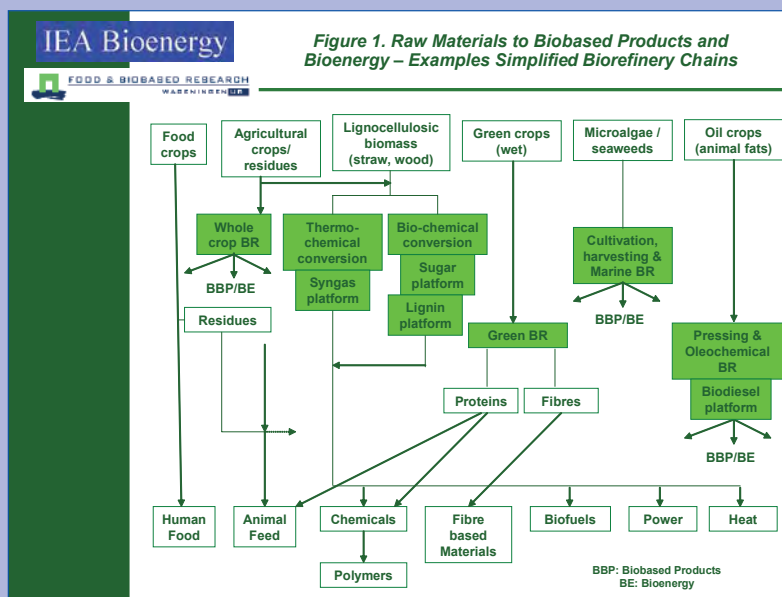 IEA Bioenergy
FOOD & BIOBASED RESEARCH
WAGENINGEN UR
Figure 1. Raw Materials to Biobased Products and
Bioenergy – Examples Simplified Biorefinery Chains
Food
crops
Agricultural
crops/
residues
Lignocellulosic
biomass
(straw, wood)
Green crops
(wet)
Microalgae /
seaweeds
Oil crops
(animal fats)
Whole
crop BR
Thermo-
chemical
conversion
Syngas
platform
Bio-chemical
conversion
Sugar
platform
Lignin
platform
Cultivation,
harvesting &
Marine BR
BBP/BE
BBP/BE
Residues
Green BR
Pressing &
Oleochemical
BR
Biodiesel
platform
BBP/BE
Proteins
Fibres
Human
Food
Animal
Feed
Chemicals
Fibre
based
Materials
Biofuels
Power
Heat
Polymers
BBP: Biobased Products
BE: Bioenergy